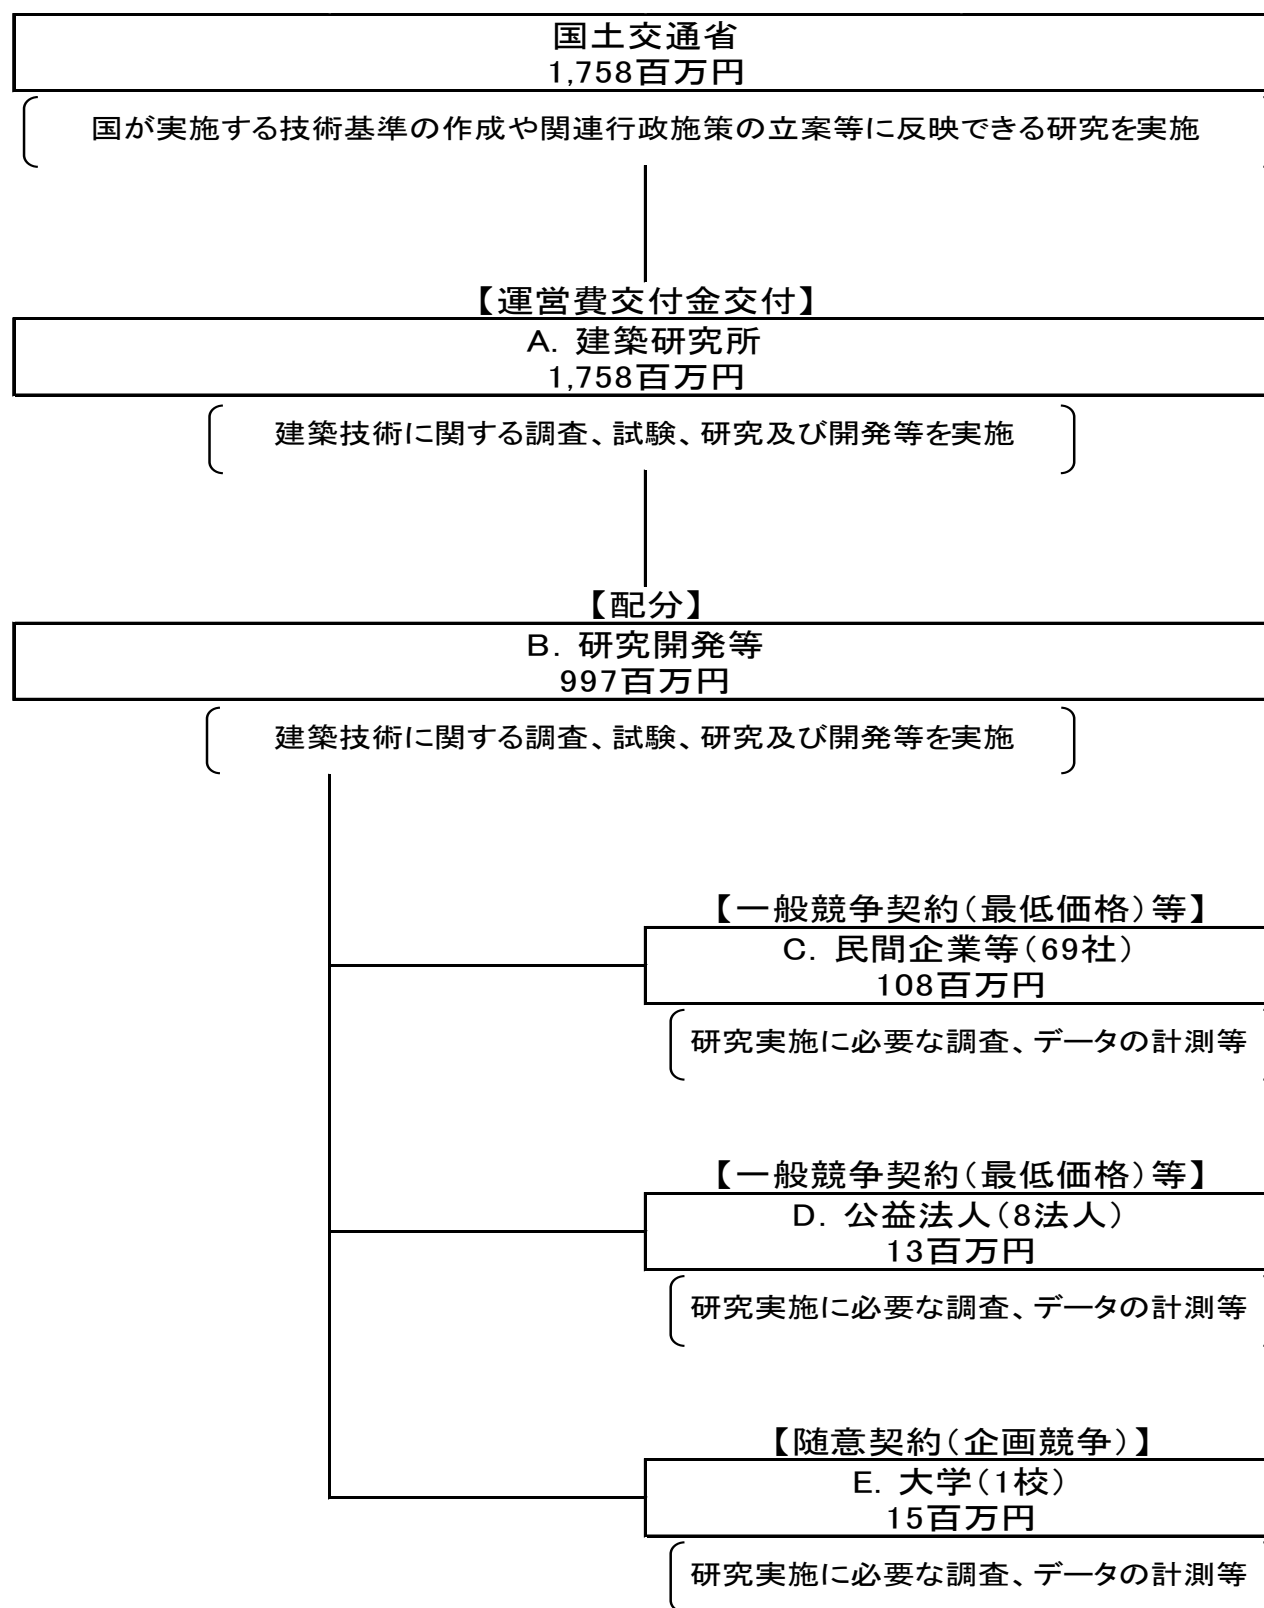 国土交通省
1,758百万円
国が実施する技術基準の作成や関連行政施策の立案等に反映できる研究を実施
【運営費交付金交付】
A. 建築研究所
1,758百万円
建築技術に関する調査、試験、研究及び開発等を実施
【配分】
B. 研究開発等
997百万円
建築技術に関する調査、試験、研究及び開発等を実施
【一般競争契約(最低価格)等】
C. 民間企業等(69社)
108百万円
研究実施に必要な調査、データの計測等
【一般競争契約(最低価格)等】
D. 公益法人(8法人)
13百万円
研究実施に必要な調査、データの計測等
【随意契約(企画競争)】
E. 大学(1校)
15百万円
研究実施に必要な調査、データの計測等